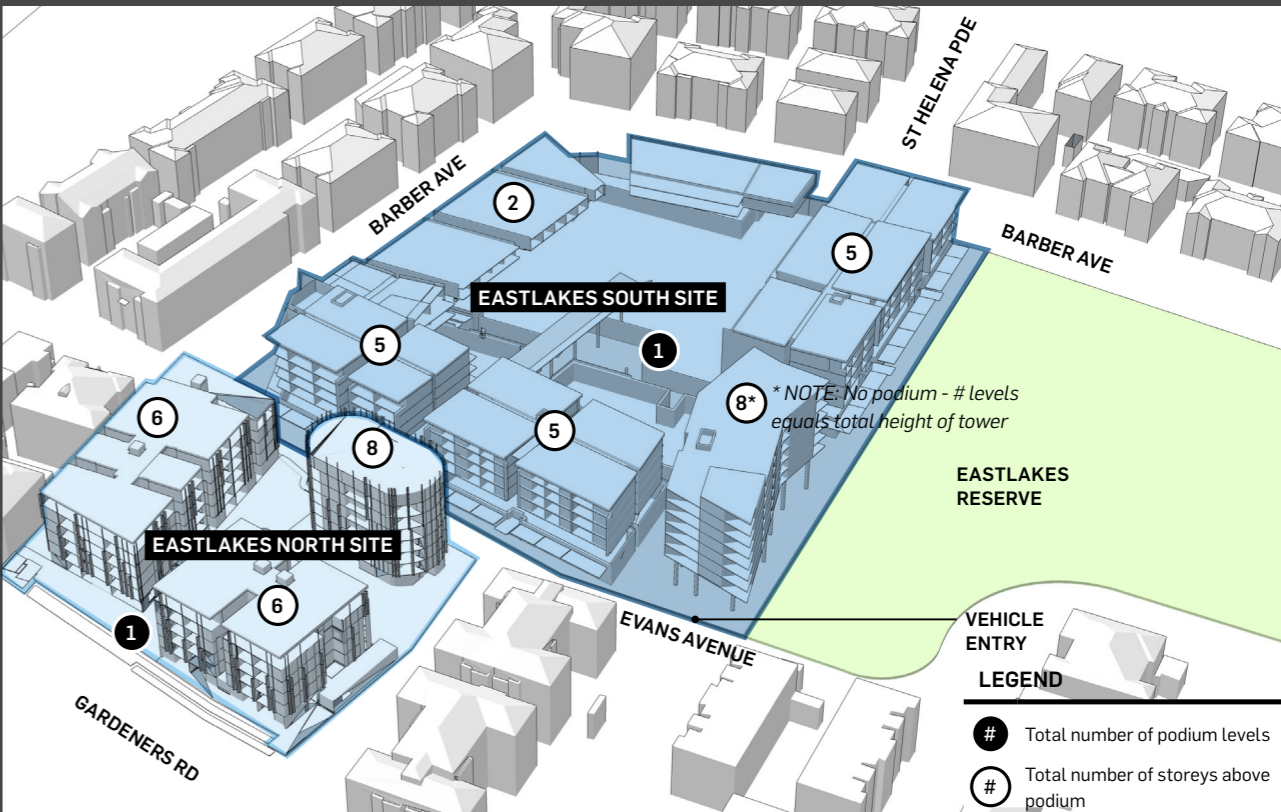 ST HELENA PDE
BARBER AVE
2
5
BARBER AVE
EASTLAKES SOUTH SITE
1
5
8*
* NOTE: No podium - # levels
equals total height of tower
6
8
5
EASTLAKES
RESERVE
EASTLAKES NORTH SITE
6
1
EVANS AVENUE
VEHICLE
ENTRY
GARDENERS RD
LEGEND
# Total number of podium levels
# Total number of storeys above
podium